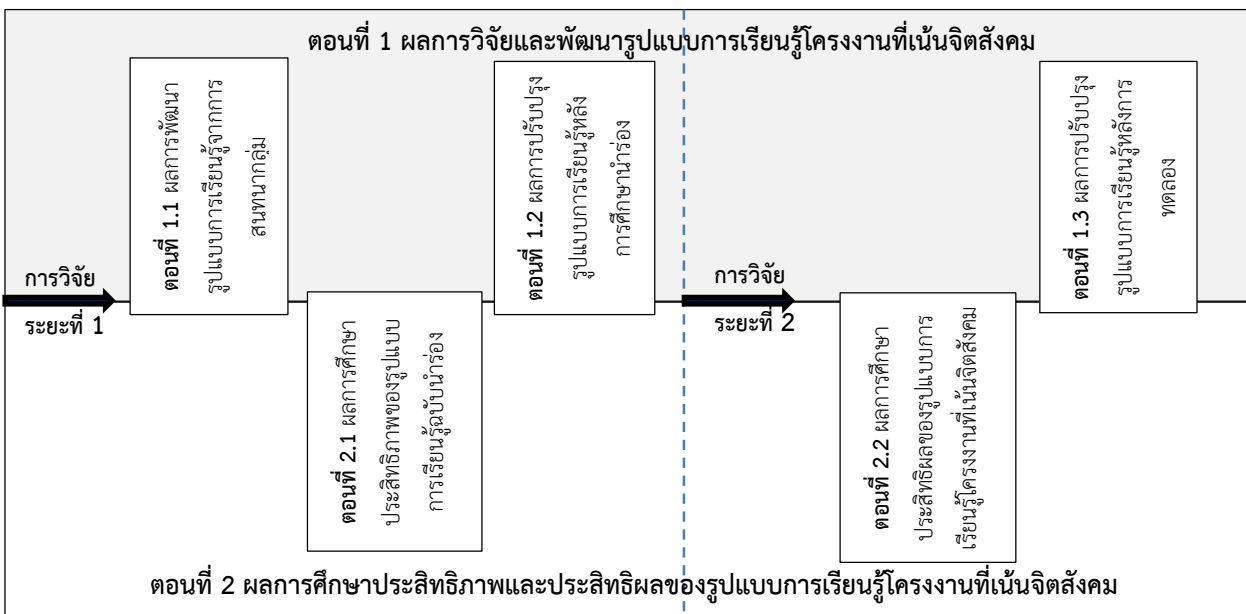 ตอนที่ 1 ผลการวิจัยและพัฒนารูปแบบการเรียนรู้โครงงานที่เน้นจิตสังคม
ตอนที่ 1.1 ผลการพัฒนา
รูปแบบการเรียนรู้จากการ
สนทนากลุ่ม
ตอนที่ 1.2 ผลการปรับปรุง
รูปแบบการเรียนรู้หลัง
การศึกษานำร่อง
ตอนที่ 1.3 ผลการปรับปรุง
รูปแบบการเรียนรู้หลังการ
ทดลอง
การวิจัย
ระยะที่ 1
การวิจัย
ระยะที่ 2
ตอนที่ 2.1 ผลการศึกษา
ประสิทธิภาพของรูปแบบ
การเรียนรู้ฉบับนำร่อง
ตอนที่ 2.2 ผลการศึกษา
ประสิทธิผลของรูปแบบการ
เรียนรู้โครงงานที่เน้นจิตสังคม
ตอนที่ 2 ผลการศึกษาประสิทธิภาพและประสิทธิผลของรูปแบบการเรียนรู้โครงงานที่เน้นจิตสังคม